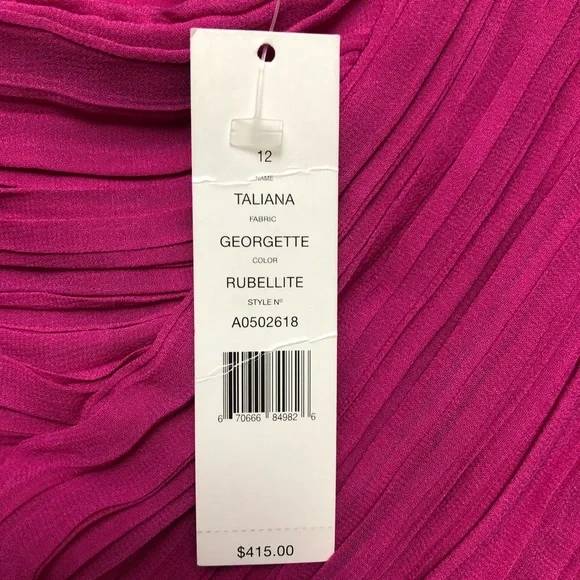 12
NAME
TALIANA
FABRIC
GEORGETTE
COLOR
RUBELLITE
STYLE Nº
A0502618
6 70666 84982 6
$415.00